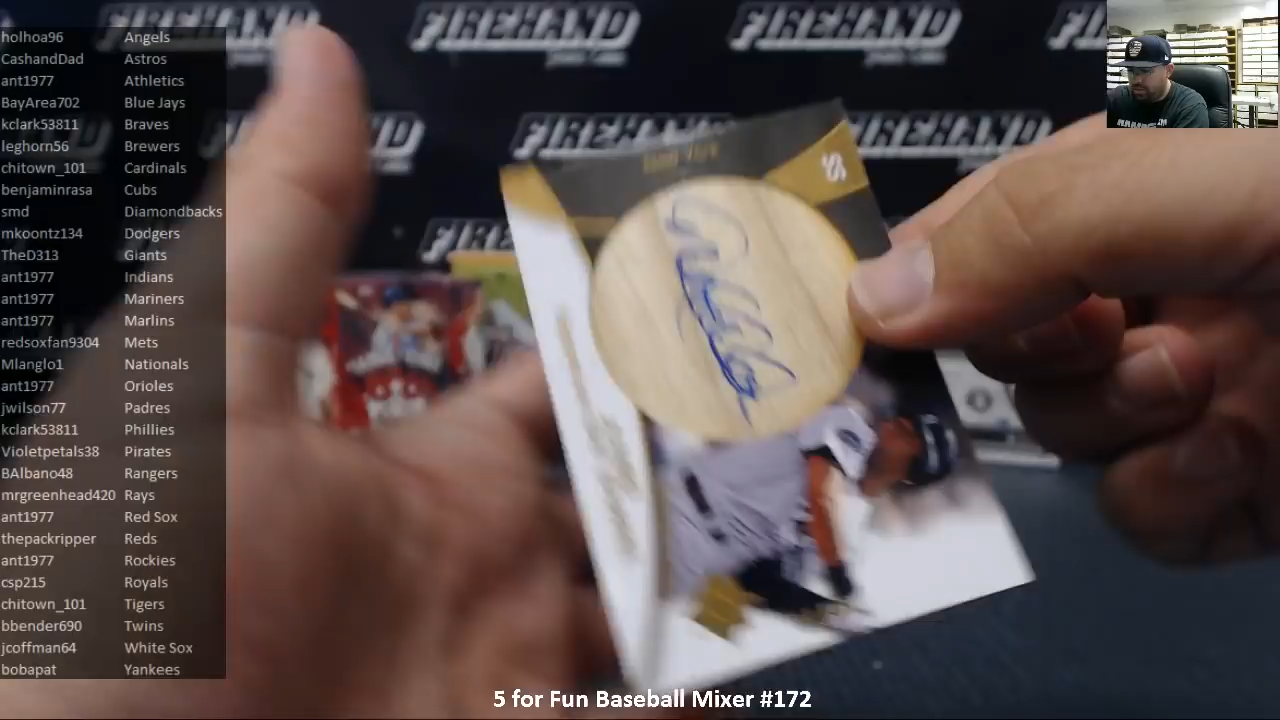 FIREHAND
FIREHAND
FIREHAND
FIREHAND
FIREHAND
holhoa96 Angels
CashandDad Astros
ant1977 Athletics
BayArea702 Blue Jays
kclark53811 Braves
leghorn56 Brewers
chitown_101 Cardinals
benjaminrasa Cubs
smd Diamondbacks
mkoontz134 Dodgers
TheD313 Giants
ant1977 Indians
ant1977 Mariners
ant1977 Marlins
redsoxfan9304 Mets
Mlanglo1 Nationals
ant1977 Orioles
jwilson77 Padres
kclark53811 Phillies
Violetpetals38 Pirates
BAlbano48 Rangers
mrgreenhead420 Rays
ant1977 Red Sox
thepackripper Reds
ant1977 Rockies
csp215 Royals
chitown_101 Tigers
bbender690 Twins
jcoffman64 White Sox
bobapat Yankees
SS
5 for Fun Baseball Mixer #172